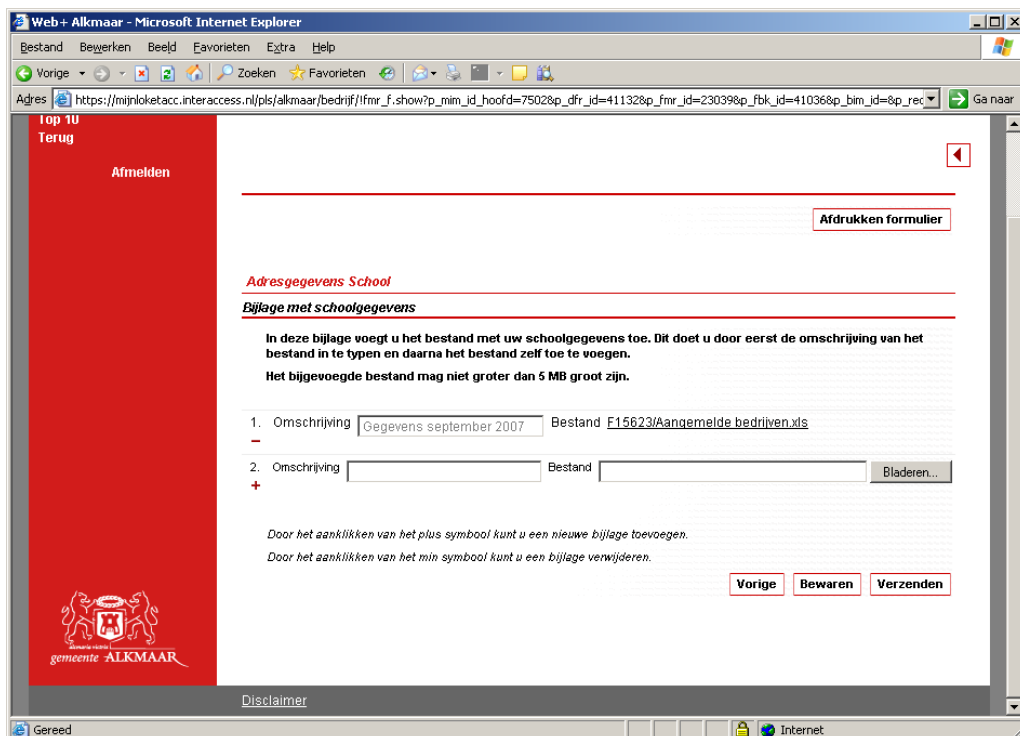 Web+ Alkmaar - Microsoft Internet Explorer
Bestand Bewerken Beeld Favorieten Extra Help
Vorige Zoeken Favorieten
Adres https://mijnloketacc.interaccess.nl/pls/alkmaar/bedrijf/!fmr_f.show?p_mim_id_hoofd=7502&p_dfr_id=41132&p_fmr_id=23039&p_fbk_id=41036&p_bim_id=&p_rec Ga naar
Top 10
Terug
Afmelden
Afdrukken formulier
Adresgegevens School
Bijlage met schoolgegevens
In deze bijlage voegt u het bestand met uw schoolgegevens toe. Dit doet u door eerst de omschrijving van het
bestand in te typen en daarna het bestand zelf toe te voegen.
Het bijgevoegde bestand mag niet groter dan 5 MB groot zijn.
1. Omschrijving Gegevens september 2007 Bestand F15623/Aangemelde bedrijven.xls
–
2. Omschrijving Bestand Bladeren...
+
Door het aanklikken van het plus symbool kunt u een nieuwe bijlage toevoegen.
Door het aanklikken van het min symbool kunt u een bijlage verwijderen.
Vorige Bewaren Verzenden
gemeente ALKMAAR
Disclaimer
Gereed Internet